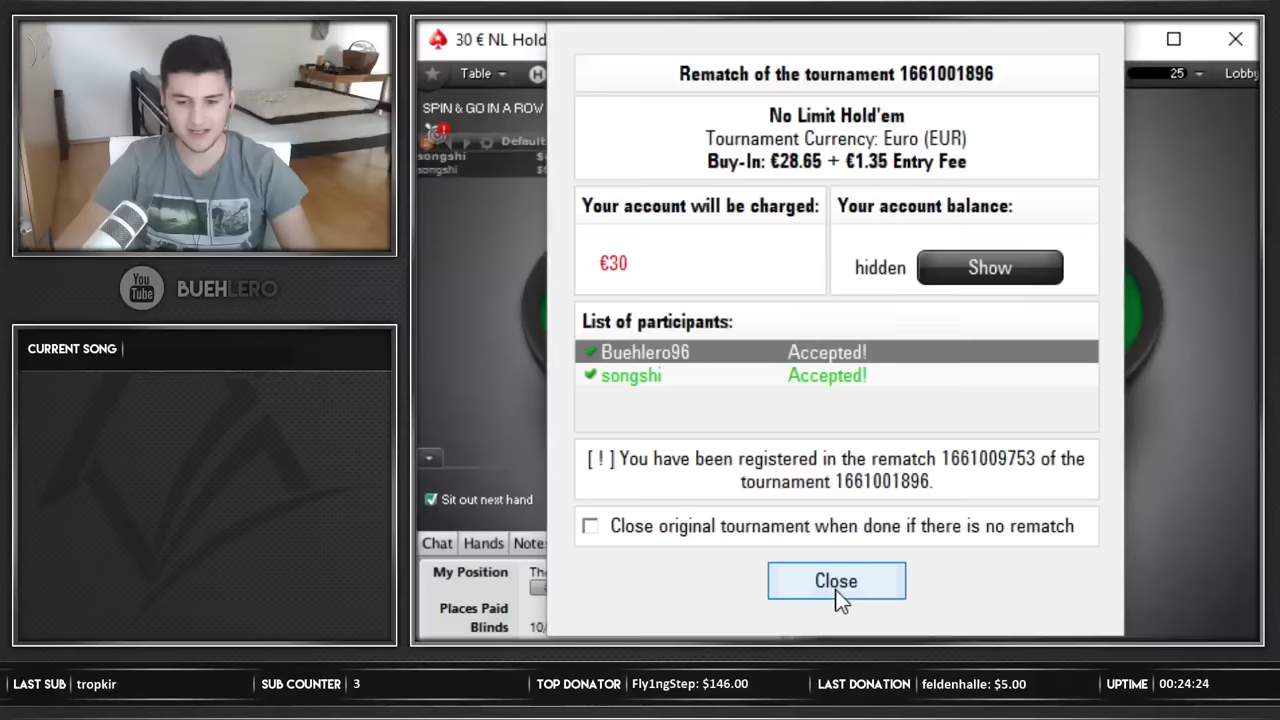 You
Tube
BUEHLERO
CURRENT SONG
30 € NL Hold
Table
H
25
Lobby
SPIN & GO IN A ROW
Default
songshi
songshi
Rematch of the tournament 1661001896
No Limit Hold'em
Tournament Currency: Euro (EUR)
Buy-In: €28.65 + €1.35 Entry Fee
Your account will be charged:
Your account balance:
€30
hidden
Show
List of participants:
Buehlero96 Accepted!
songshi Accepted!
[ ! ] You have been registered in the rematch 1661009753 of the
tournament 1661001896.
Close original tournament when done if there is no rematch
Close
Sit out next hand
Chat
Hands
Note
My Position
Places Paid
Blinds 10/
LAST SUB tropkir
SUB COUNTER 3
TOP DONATOR Fly1ngStep: $146.00
LAST DONATION feldenhalle: $5.00
UPTIME 00:24:24